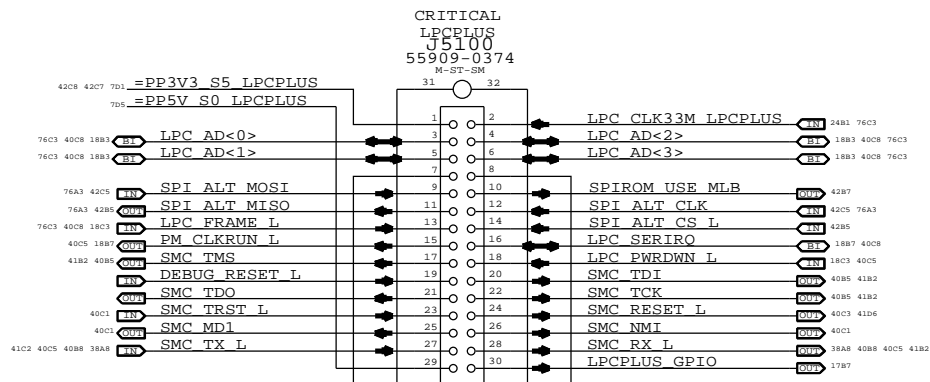 CRITICAL
LPCPLUS
J5100
55909-0374
M-ST-SM
31 32
42C8 42C7 7D1 =PP3V3_S5_LPCPLUS
7D5 =PP5V_S0_LPCPLUS
1 2 LPC_CLK33M_LPCPLUS IN 24B1 76C3
76C3 40C8 18B3 BI LPC_AD<0> 3 4 LPC_AD<2> BI 18B3 40C8 76C3
76C3 40C8 18B3 BI LPC_AD<1> 5 6 LPC_AD<3> BI 18B3 40C8 76C3
7 8
76A3 42C5 IN SPI_ALT_MOSI 9 10 SPIROM_USE_MLB OUT 42B7
76A3 42B5 OUT SPI_ALT_MISO 11 12 SPI_ALT_CLK IN 42C5 76A3
76C3 40C8 18C3 IN LPC_FRAME_L 13 14 SPI_ALT_CS_L IN 42B5
40C5 18B7 OUT PM_CLKRUN_L 15 16 LPC_SERIRQ BI 18B7 40C8
41B2 40B5 OUT SMC_TMS 17 18 LPC_PWRDWN_L IN 18C3 40C5
IN DEBUG_RESET_L 19 20 SMC_TDI OUT 40B5 41B2
OUT SMC_TDO 21 22 SMC_TCK OUT 40B5 41B2
40C1 IN SMC_TRST_L 23 24 SMC_RESET_L OUT 40C3 41D6
40C1 OUT SMC_MD1 25 26 SMC_NMI OUT 40C1
41C2 40C5 40B8 38A8 IN SMC_TX_L 27 28 SMC_RX_L OUT 38A8 40B8 40C5 41B2
29 30 LPCPLUS_GPIO OUT 17B7